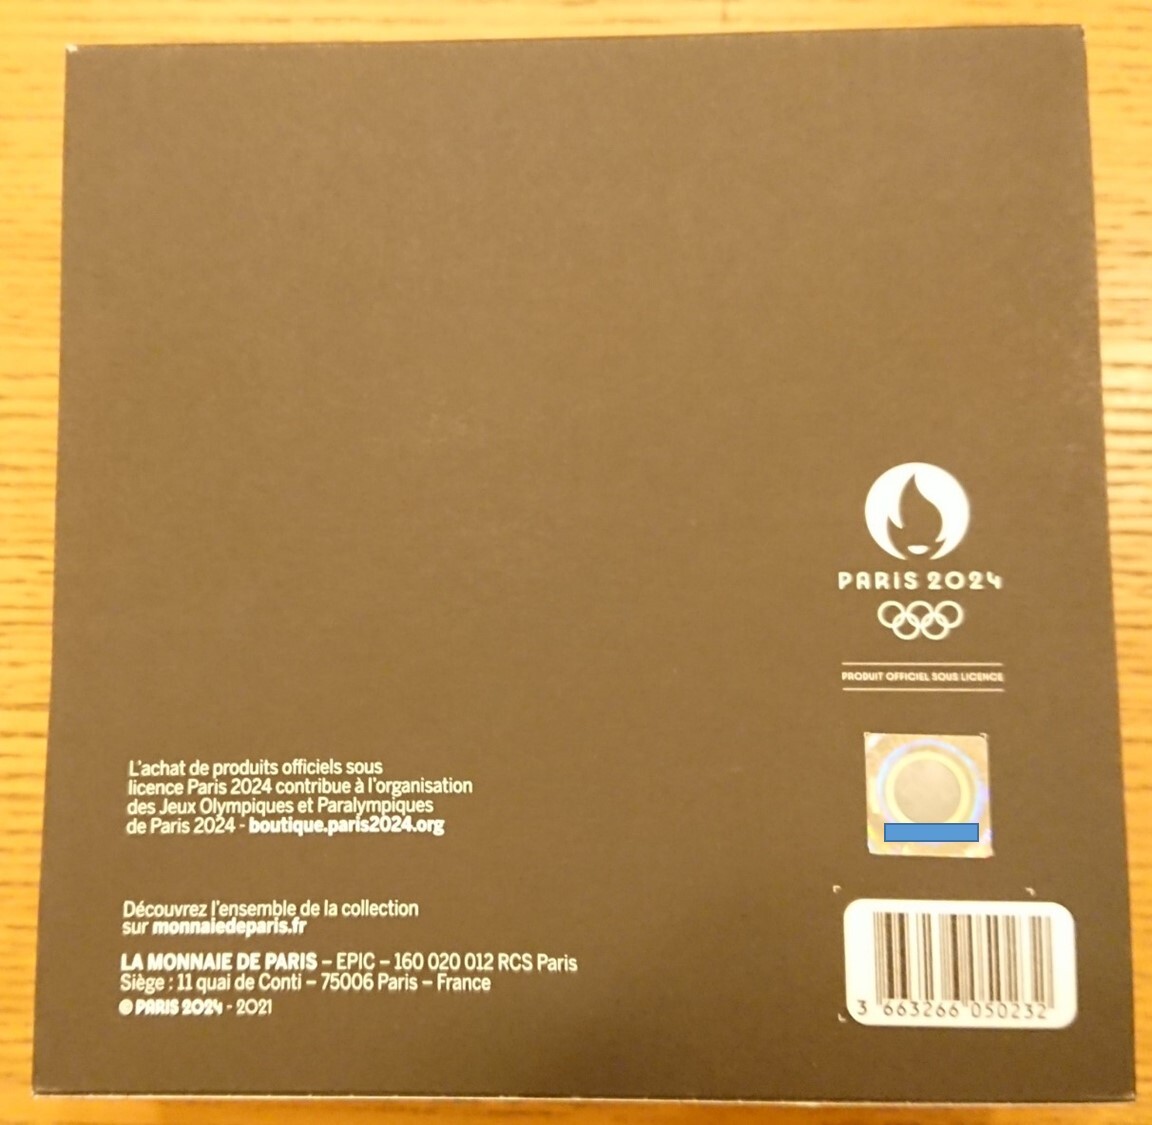 PARIS 2024
PRODUIT OFFICIEL SOUS LICENCE
L'achat de produits officiels sous
licence Paris 2024 contribue à l'organisation
des Jeux Olympiques et Paralympiques
de Paris 2024 - boutique.paris2024.org
Découvrez l'ensemble de la collection
sur monnaiedeparis.fr
LA MONNAIE DE PARIS – EPIC – 160 020 012 RCS Paris
Siège : 11 quai de Conti – 75006 Paris – France
© PARIS 2024 - 2021
3 663266 050232